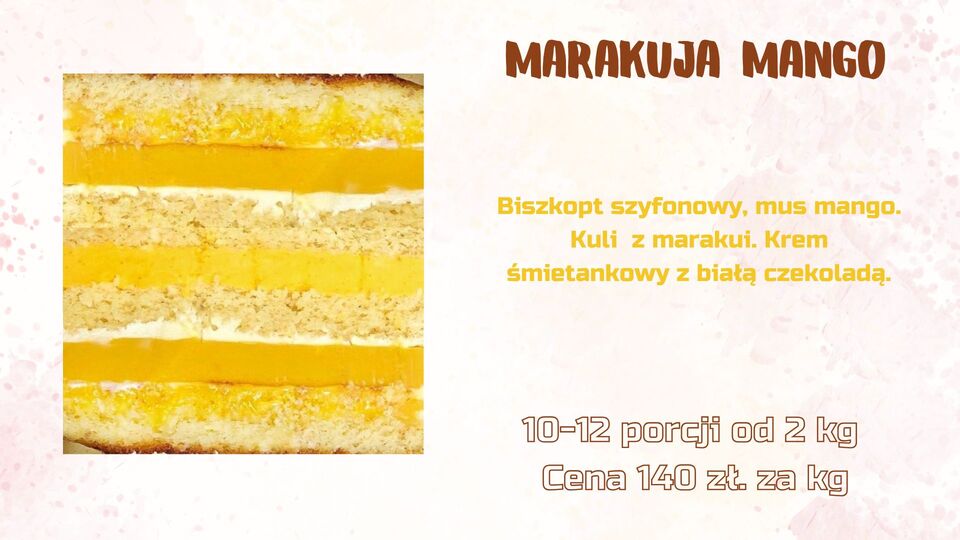 MARAKUJA MANGO
Biszkopt szyfonowy, mus mango.
Kuli z marakui. Krem
śmietankowy z białą czekoladą.
10-12 porcji od 2 kg
Cena 140 zł. za kg